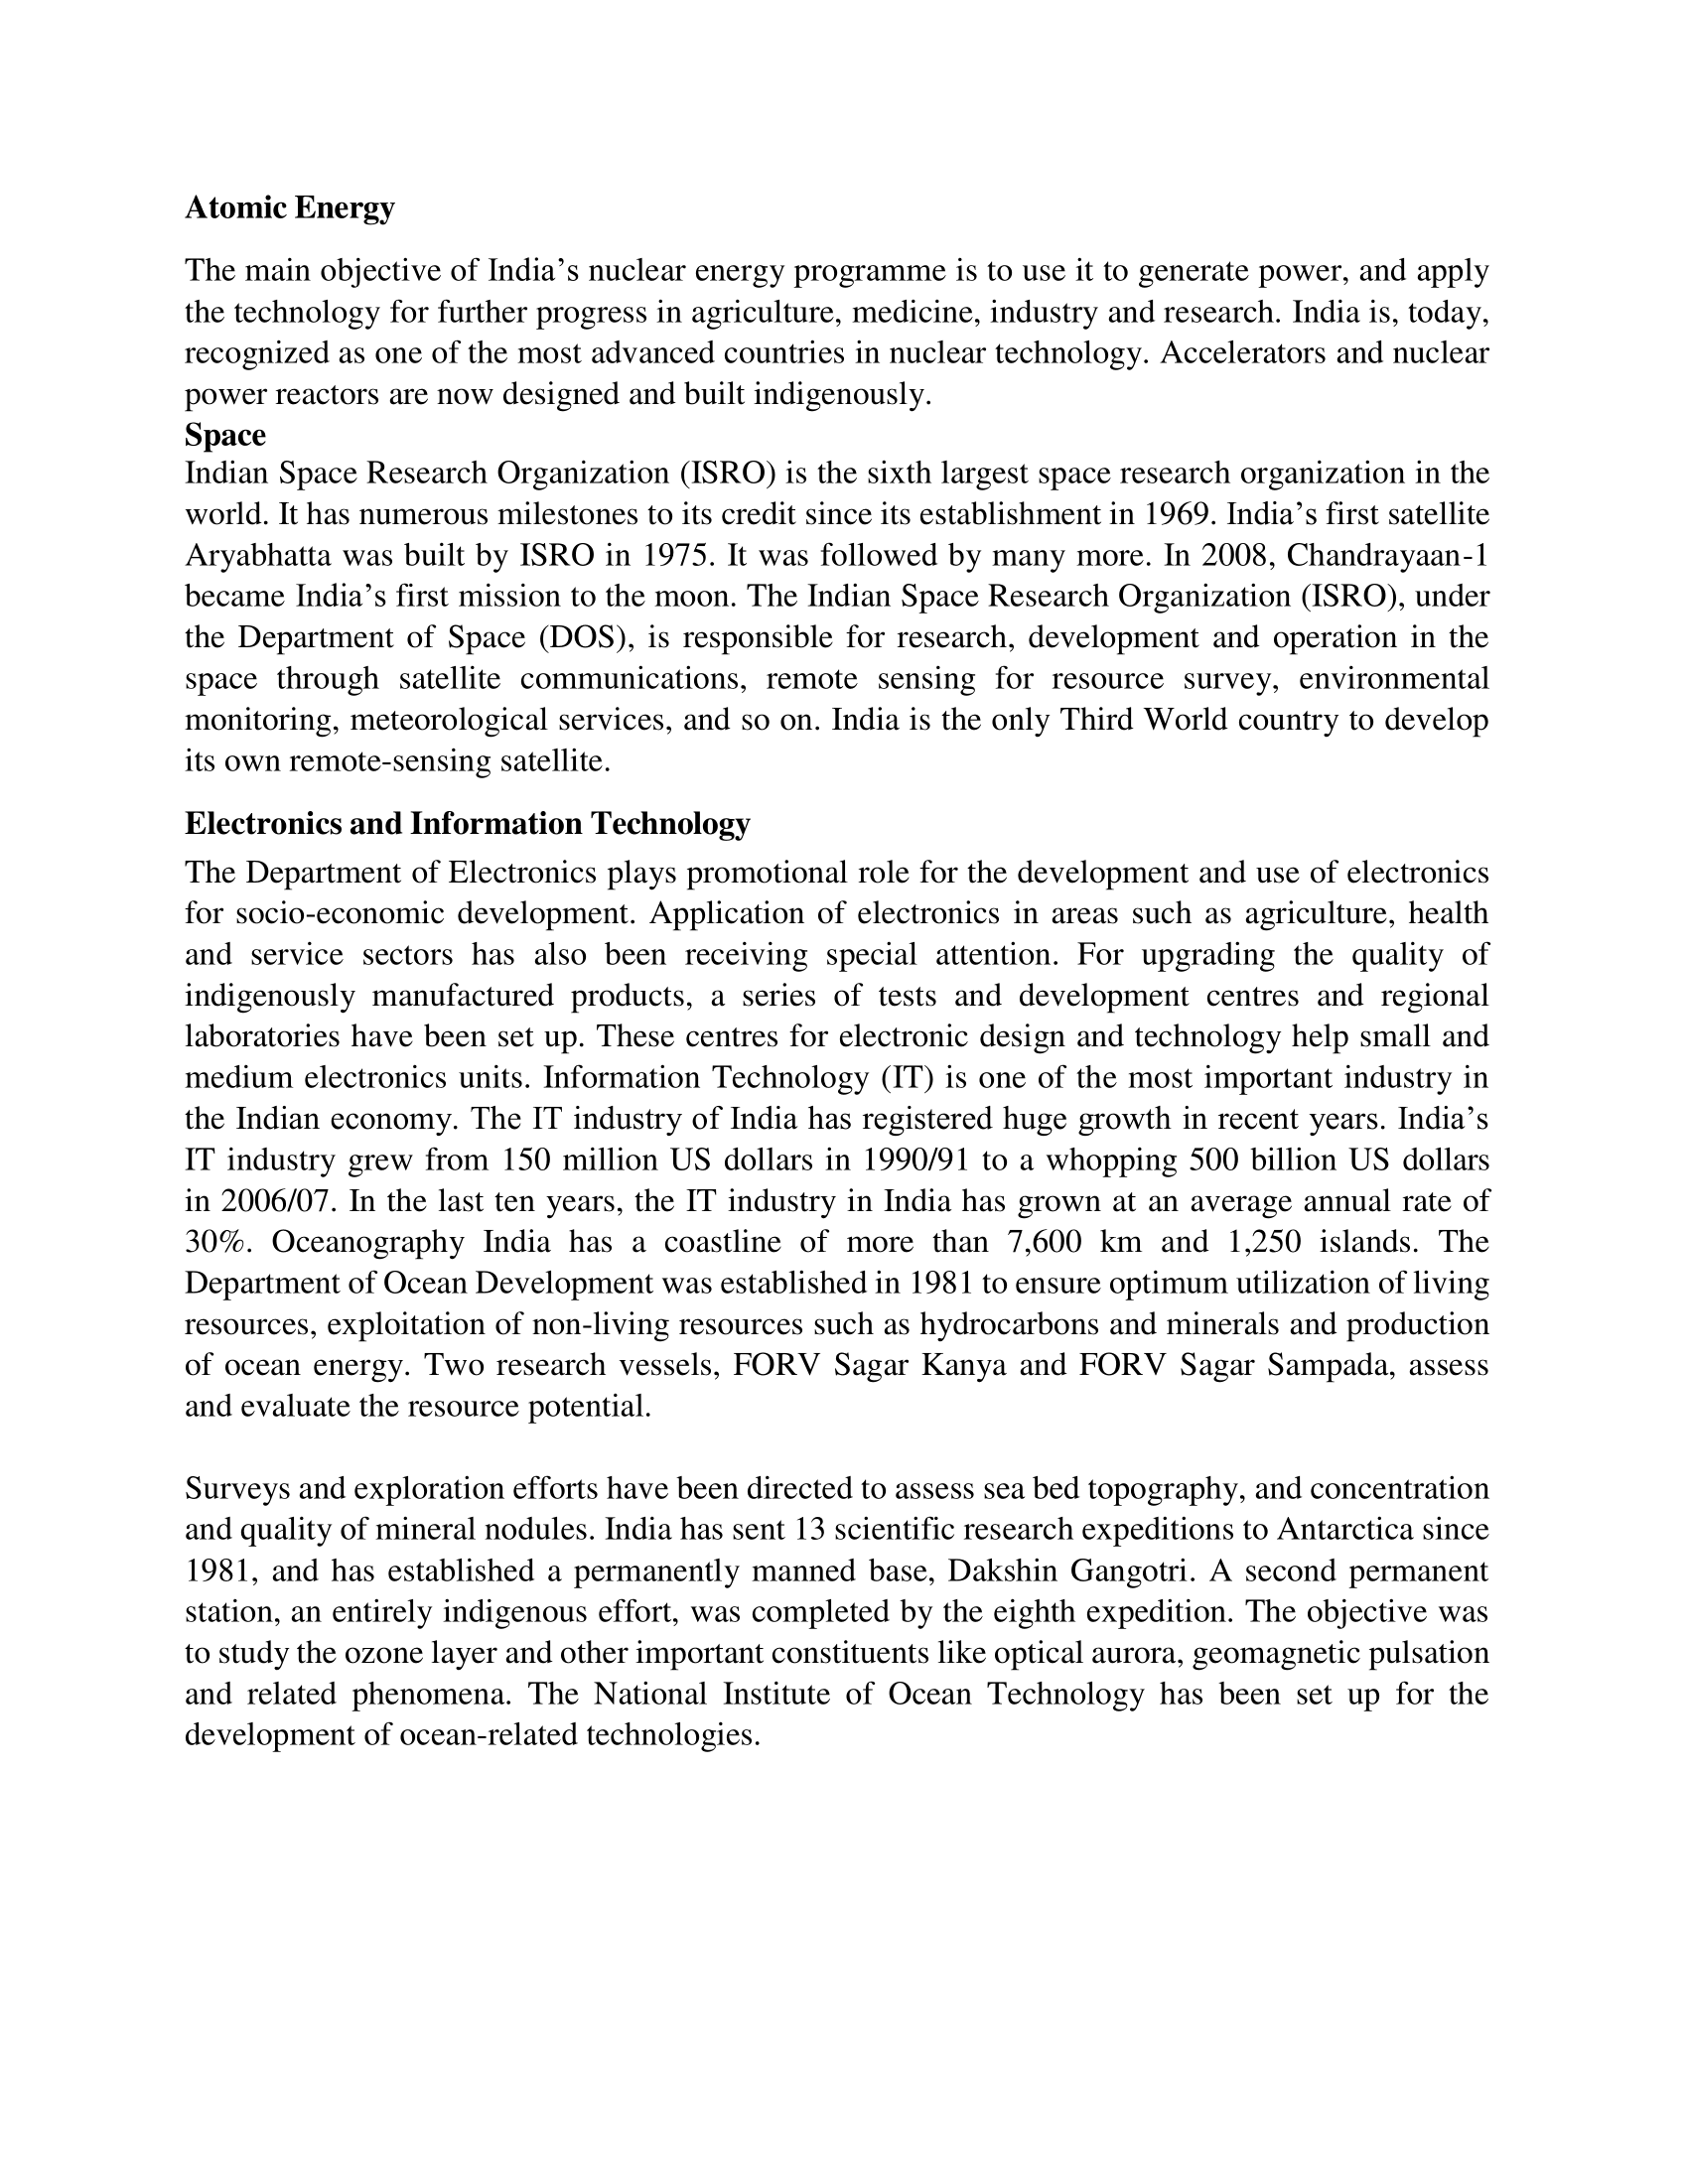 Atomic Energy
The main objective of India’s nuclear energy programme is to use it to generate power, and apply
the technology for further progress in agriculture, medicine, industry and research. India is, today,
recognized as one of the most advanced countries in nuclear technology. Accelerators and nuclear
power reactors are now designed and built indigenously.
Space
Indian Space Research Organization (ISRO) is the sixth largest space research organization in the
world. It has numerous milestones to its credit since its establishment in 1969. India’s first satellite
Aryabhatta was built by ISRO in 1975. It was followed by many more. In 2008, Chandrayaan-1
became India’s first mission to the moon. The Indian Space Research Organization (ISRO), under
the Department of Space (DOS), is responsible for research, development and operation in the
space through satellite communications, remote sensing for resource survey, environmental
monitoring, meteorological services, and so on. India is the only Third World country to develop
its own remote-sensing satellite.
Electronics and Information Technology
The Department of Electronics plays promotional role for the development and use of electronics
for socio-economic development. Application of electronics in areas such as agriculture, health
and service sectors has also been receiving special attention. For upgrading the quality of
indigenously manufactured products, a series of tests and development centres and regional
laboratories have been set up. These centres for electronic design and technology help small and
medium electronics units. Information Technology (IT) is one of the most important industry in
the Indian economy. The IT industry of India has registered huge growth in recent years. India’s
IT industry grew from 150 million US dollars in 1990/91 to a whopping 500 billion US dollars
in 2006/07. In the last ten years, the IT industry in India has grown at an average annual rate of
30%. Oceanography India has a coastline of more than 7,600 km and 1,250 islands. The
Department of Ocean Development was established in 1981 to ensure optimum utilization of living
resources, exploitation of non-living resources such as hydrocarbons and minerals and production
of ocean energy. Two research vessels, FORV Sagar Kanya and FORV Sagar Sampada, assess
and evaluate the resource potential.
Surveys and exploration efforts have been directed to assess sea bed topography, and concentration
and quality of mineral nodules. India has sent 13 scientific research expeditions to Antarctica since
1981, and has established a permanently manned base, Dakshin Gangotri. A second permanent
station, an entirely indigenous effort, was completed by the eighth expedition. The objective was
to study the ozone layer and other important constituents like optical aurora, geomagnetic pulsation
and related phenomena. The National Institute of Ocean Technology has been set up for the
development of ocean-related technologies.